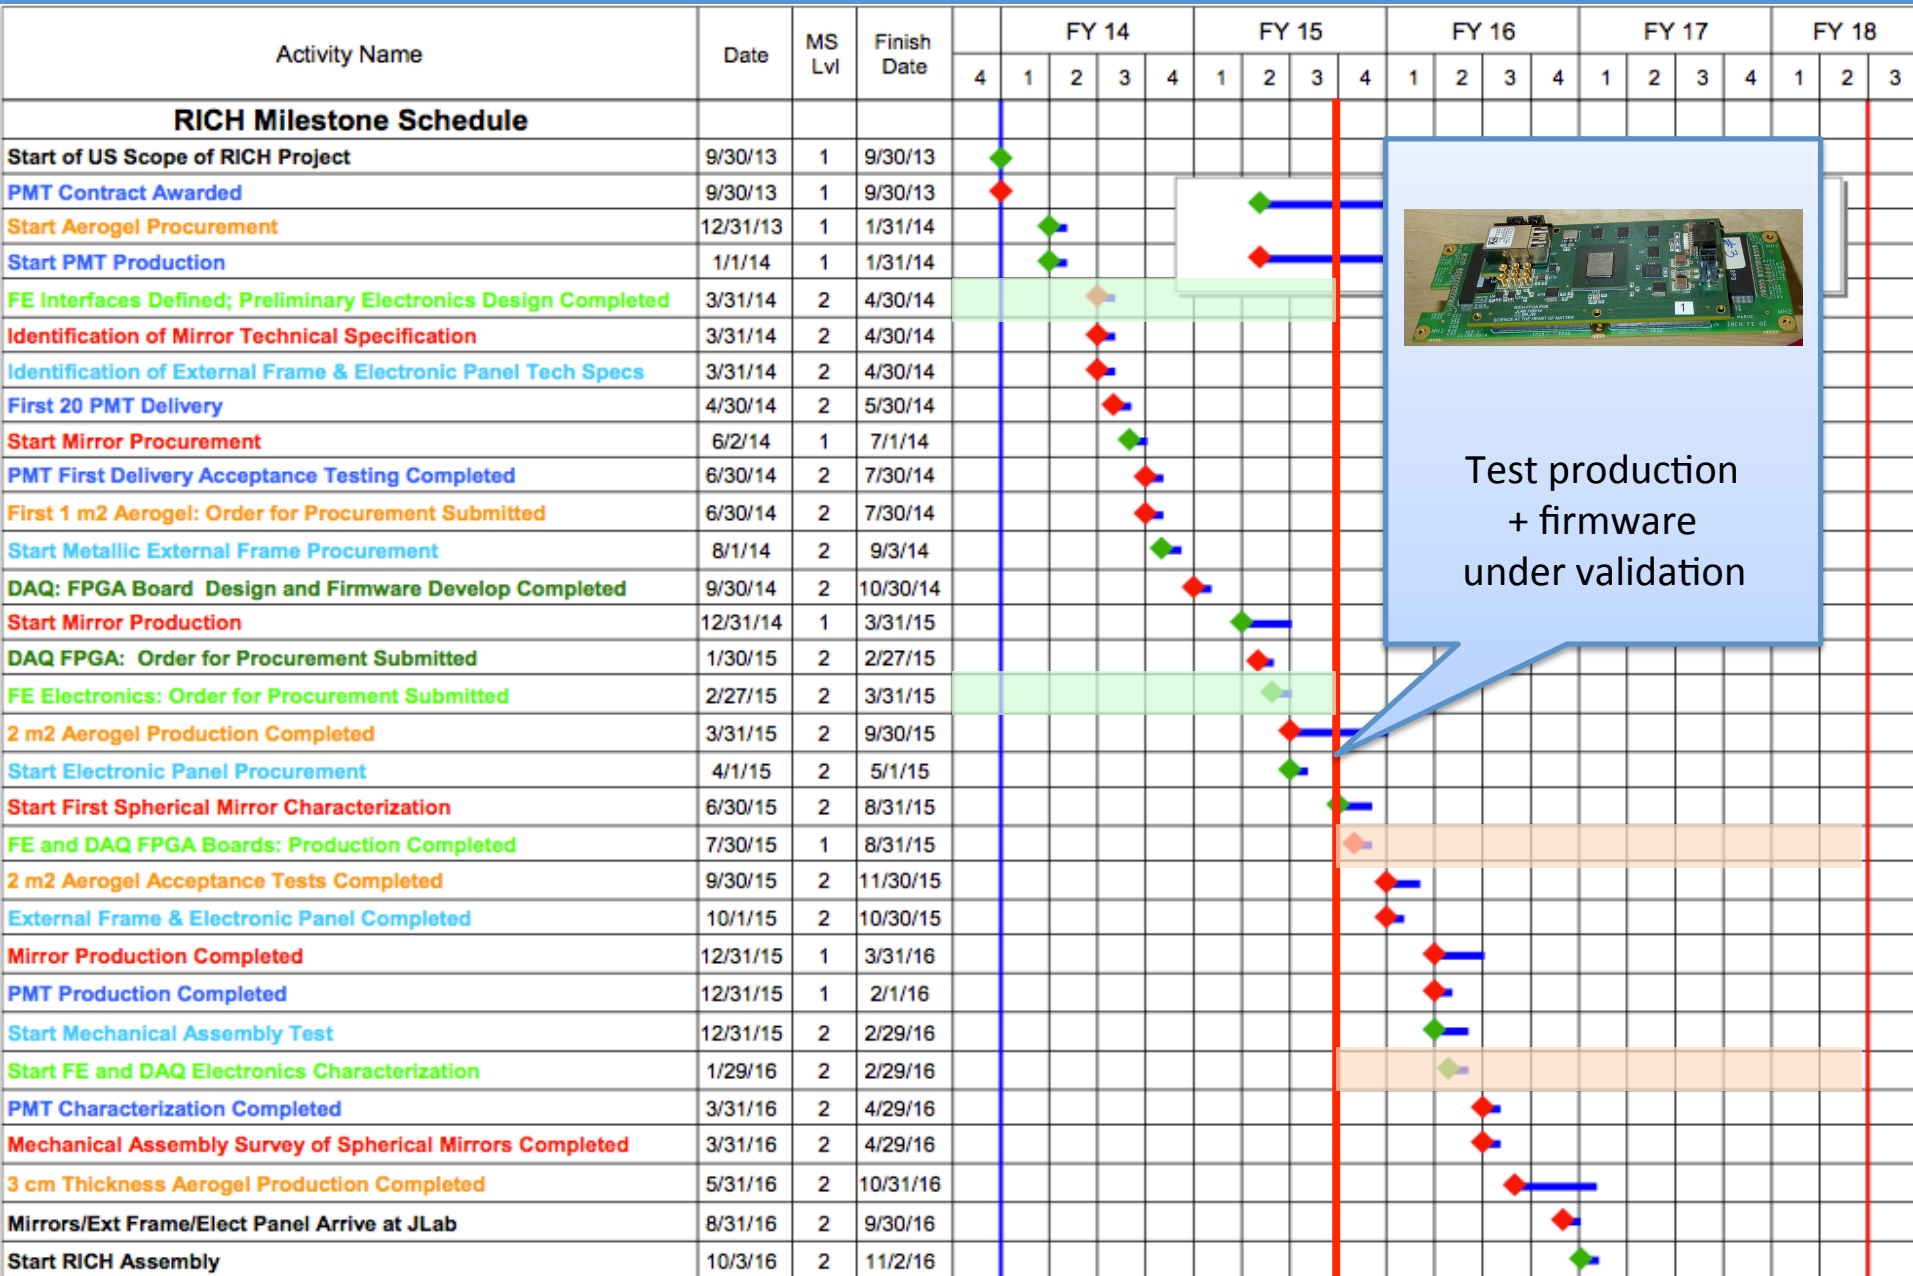 Activity Name Date MS Lvl Finish Date FY 14 FY 15 FY 16 FY 17 FY 18
4 1 2 3 4 1 2 3 4 1 2 3 4 1 2 3 4 1 2 3
RICH Milestone Schedule
Start of US Scope of RICH Project 9/30/13 1 9/30/13
PMT Contract Awarded 9/30/13 1 9/30/13
Start Aerogel Procurement 12/31/13 1 1/31/14
Start PMT Production 1/1/14 1 1/31/14
FE Interfaces Defined; Preliminary Electronics Design Completed 3/31/14 2 4/30/14
Identification of Mirror Technical Specification 3/31/14 2 4/30/14
Identification of External Frame & Electronic Panel Tech Specs 3/31/14 2 4/30/14
First 20 PMT Delivery 4/30/14 2 5/30/14
Start Mirror Procurement 6/2/14 1 7/1/14
PMT First Delivery Acceptance Testing Completed 6/30/14 2 7/30/14
First 1 m2 Aerogel: Order for Procurement Submitted 6/30/14 2 7/30/14
Start Metallic External Frame Procurement 8/1/14 2 9/3/14
DAQ: FPGA Board Design and Firmware Develop Completed 9/30/14 2 10/30/14
Start Mirror Production 12/31/14 1 3/31/15
DAQ FPGA: Order for Procurement Submitted 1/30/15 2 2/27/15
FE Electronics: Order for Procurement Submitted 2/27/15 2 3/31/15
2 m2 Aerogel Production Completed 3/31/15 2 9/30/15
Start Electronic Panel Procurement 4/1/15 2 5/1/15
Start First Spherical Mirror Characterization 6/30/15 2 8/31/15
FE and DAQ FPGA Boards: Production Completed 7/30/15 1 8/31/15
2 m2 Aerogel Acceptance Tests Completed 9/30/15 2 11/30/15
External Frame & Electronic Panel Completed 10/1/15 2 10/30/15
Mirror Production Completed 12/31/15 1 3/31/16
PMT Production Completed 12/31/15 1 2/1/16
Start Mechanical Assembly Test 12/31/15 2 2/29/16
Start FE and DAQ Electronics Characterization 1/29/16 2 2/29/16
PMT Characterization Completed 3/31/16 2 4/29/16
Mechanical Assembly Survey of Spherical Mirrors Completed 3/31/16 2 4/29/16
3 cm Thickness Aerogel Production Completed 5/31/16 2 10/31/16
Mirrors/Ext Frame/Elect Panel Arrive at JLab 8/31/16 2 9/30/16
Start RICH Assembly 10/3/16 2 11/2/16
#3
1
SCIENCE AT THE HEART OF MATTER
Test production
+ firmware
under validation